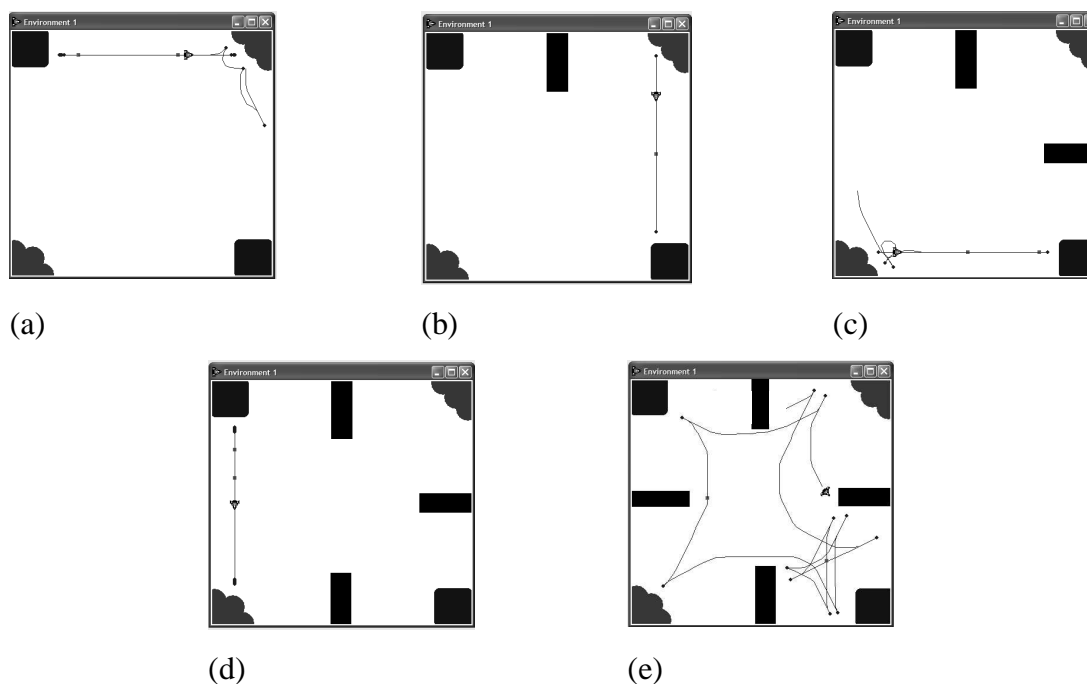 Environment 1
Environment 1
Environment 1
(a)
(b)
(c)
Environment 1
Environment 1
(d)
(e)